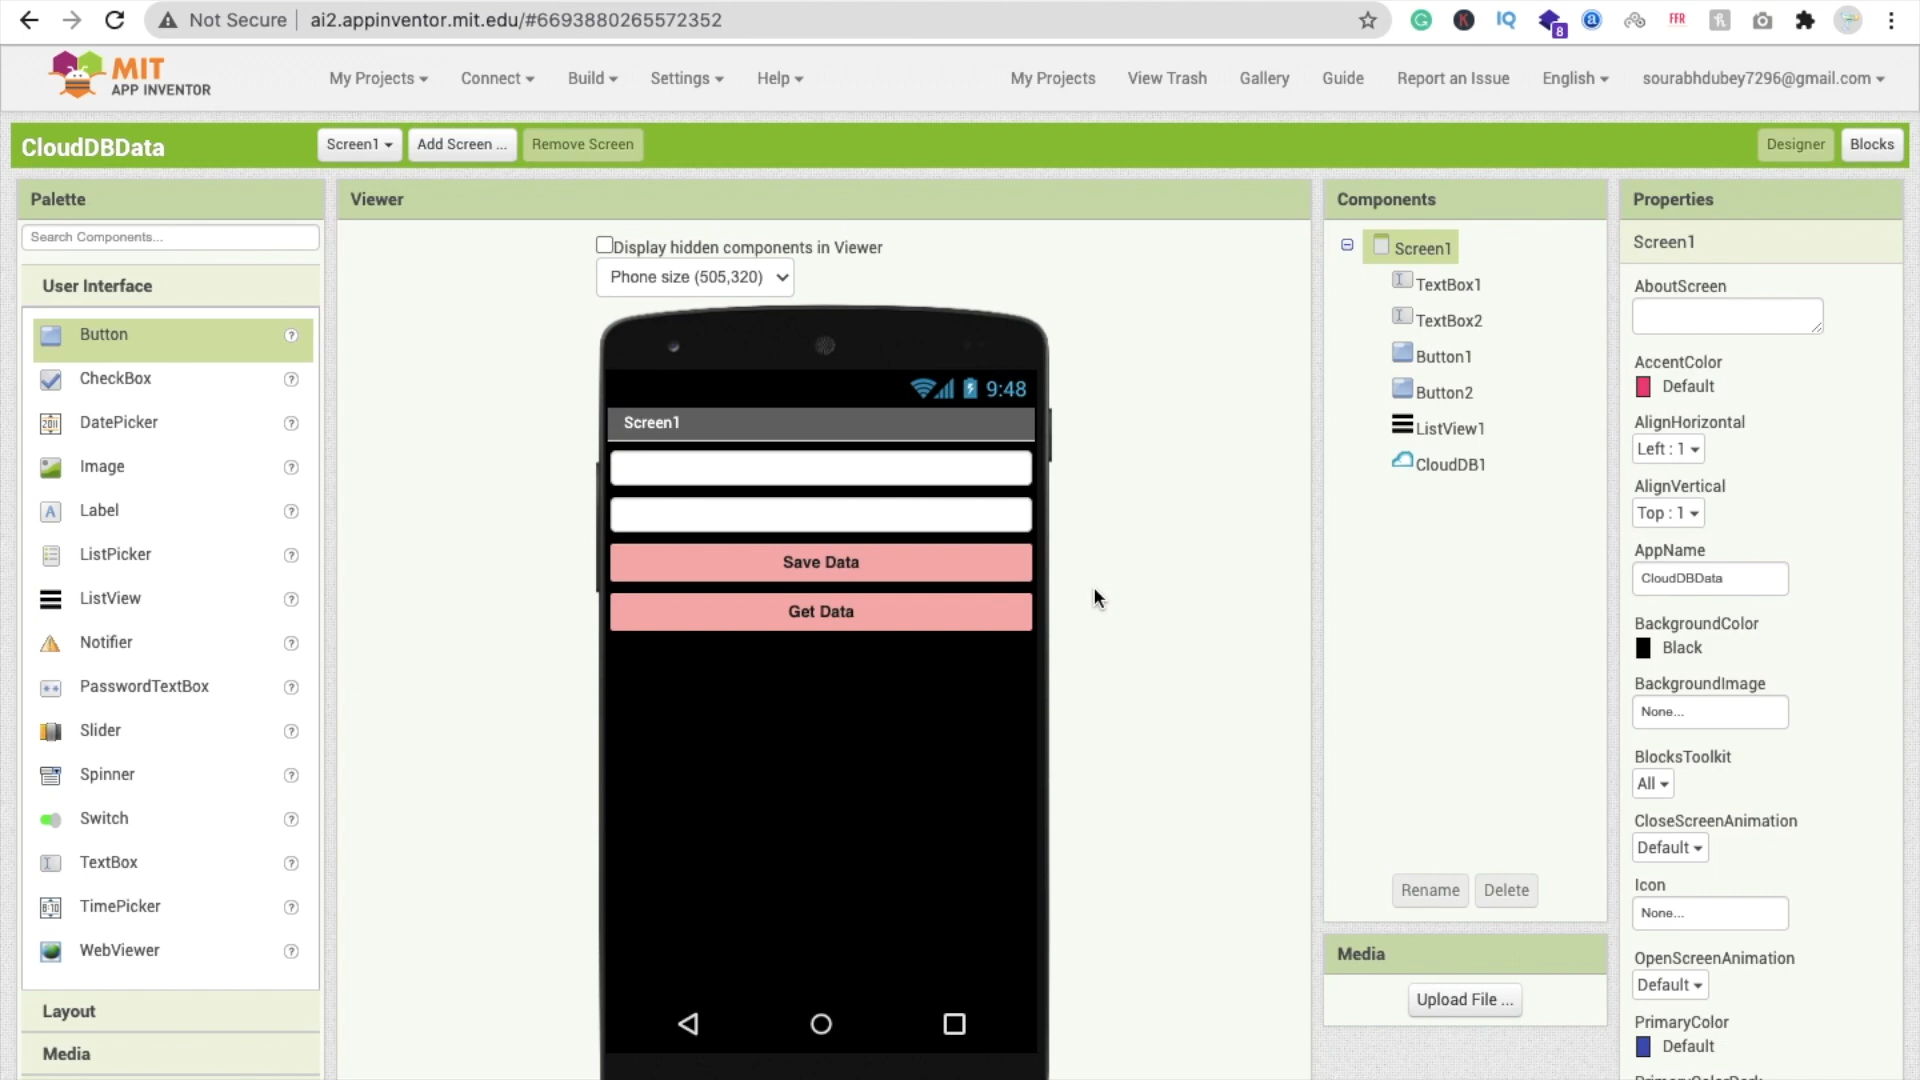 Not Secure
ai2.appinventor.mit.edu/#6693880265572352
K
IQ
8
a
FFR
MIT
APP INVENTOR
My Projects
Connect
Build
Settings
Help
My Projects
View Trash
Gallery
Guide
Report an Issue
English
sourabhdubey7296@gmail.com
CloudDBData
Screen1
Add Screen ...
Remove Screen
Designer
Blocks
Palette
Search Components...
User Interface
Button ?
CheckBox ?
DatePicker ?
Image ?
Label ?
ListPicker ?
ListView ?
Notifier ?
PasswordTextBox ?
Slider ?
Spinner ?
Switch ?
TextBox ?
TimePicker ?
WebViewer ?
Layout
Media
Viewer
Display hidden components in Viewer
Phone size (505,320)
9:48
Screen1
Save Data
Get Data
Components
Screen1
TextBox1
TextBox2
Button1
Button2
ListView1
CloudDB1
Rename
Delete
Media
Upload File ...
Properties
Screen1
AboutScreen
AccentColor
Default
AlignHorizontal
Left : 1
AlignVertical
Top : 1
AppName
CloudDBData
BackgroundColor
Black
BackgroundImage
None...
BlocksToolkit
All
CloseScreenAnimation
Default
Icon
None...
OpenScreenAnimation
Default
PrimaryColor
Default